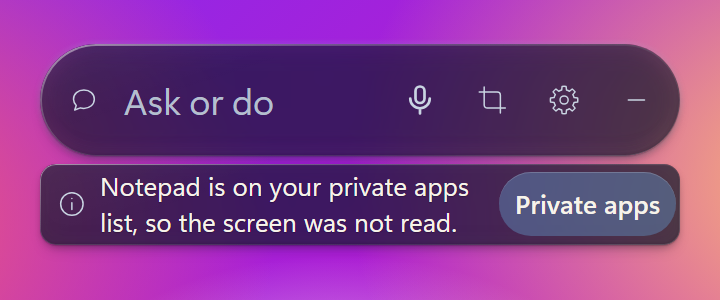 Ask or do
Notepad is on your private apps
list, so the screen was not read.
Private apps